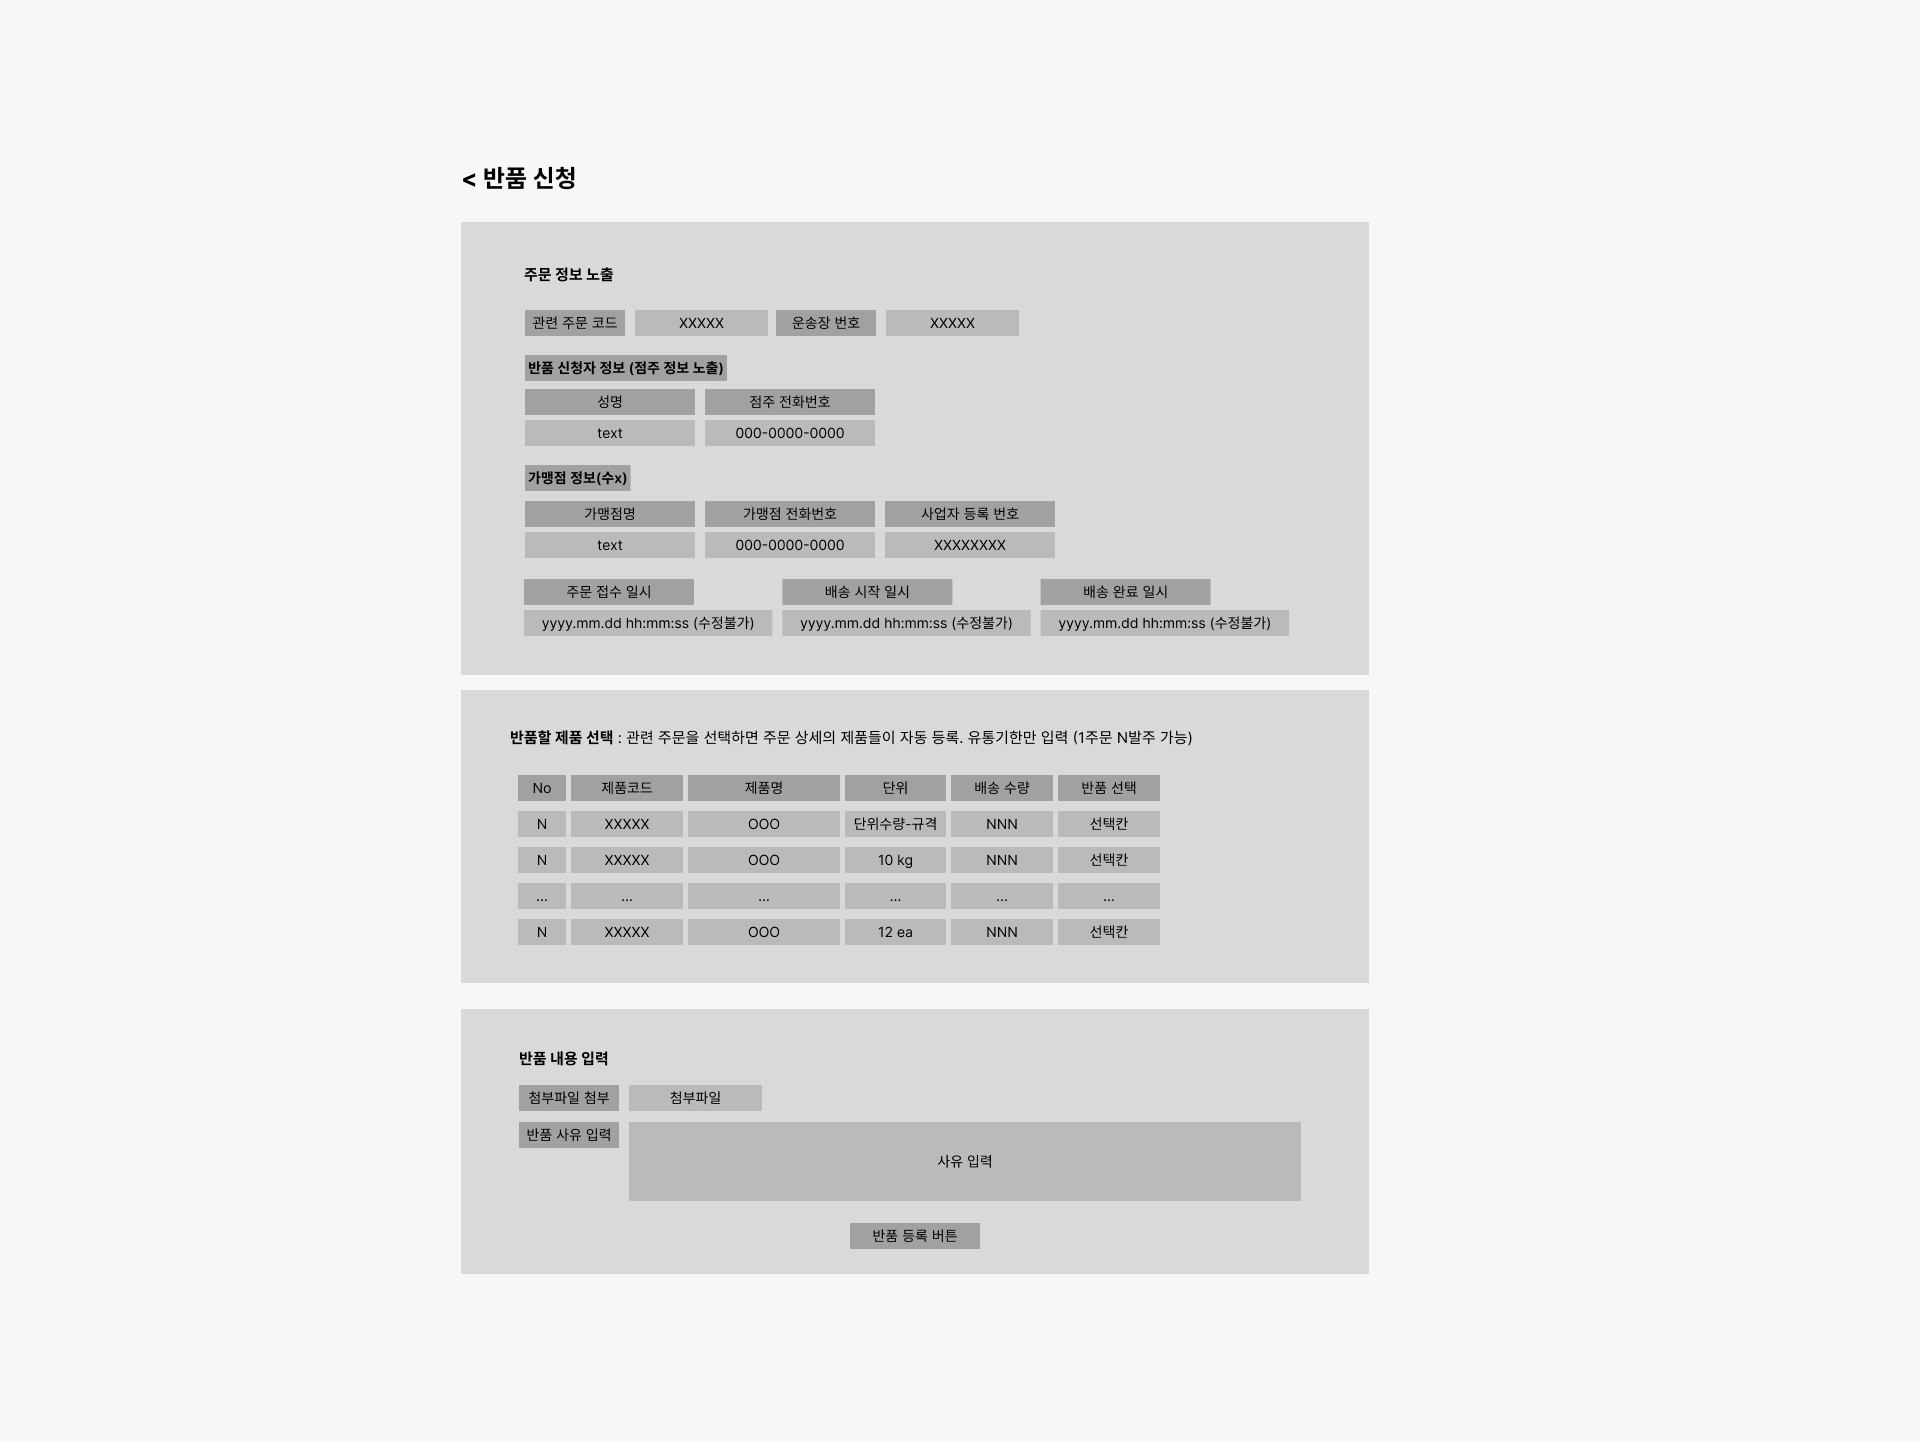 < 반품 신청
주문 정보 노출
관련 주문 코드 XXXXX 운송장 번호 XXXXX
반품 신청자 정보 (점주 정보 노출)
성명 점주 전화번호
text 000-0000-0000
가맹점 정보(수x)
가맹점명 가맹점 전화번호 사업자 등록 번호
text 000-0000-0000 XXXXXXXX
주문 접수 일시 배송 시작 일시 배송 완료 일시
yyyy.mm.dd hh:mm:ss (수정불가) yyyy.mm.dd hh:mm:ss (수정불가) yyyy.mm.dd hh:mm:ss (수정불가)
반품할 제품 선택 : 관련 주문을 선택하면 주문 상세의 제품들이 자동 등록. 유통기한만 입력 (1주문 N발주 가능)
No 제품코드 제품명 단위 배송 수량 반품 선택
N XXXXX OOO 단위수량-규격 NNN 선택칸
N XXXXX OOO 10 kg NNN 선택칸
... ... ... ... ... ...
N XXXXX OOO 12 ea NNN 선택칸
반품 내용 입력
첨부파일 첨부 첨부파일
반품 사유 입력
사유 입력
반품 등록 버튼